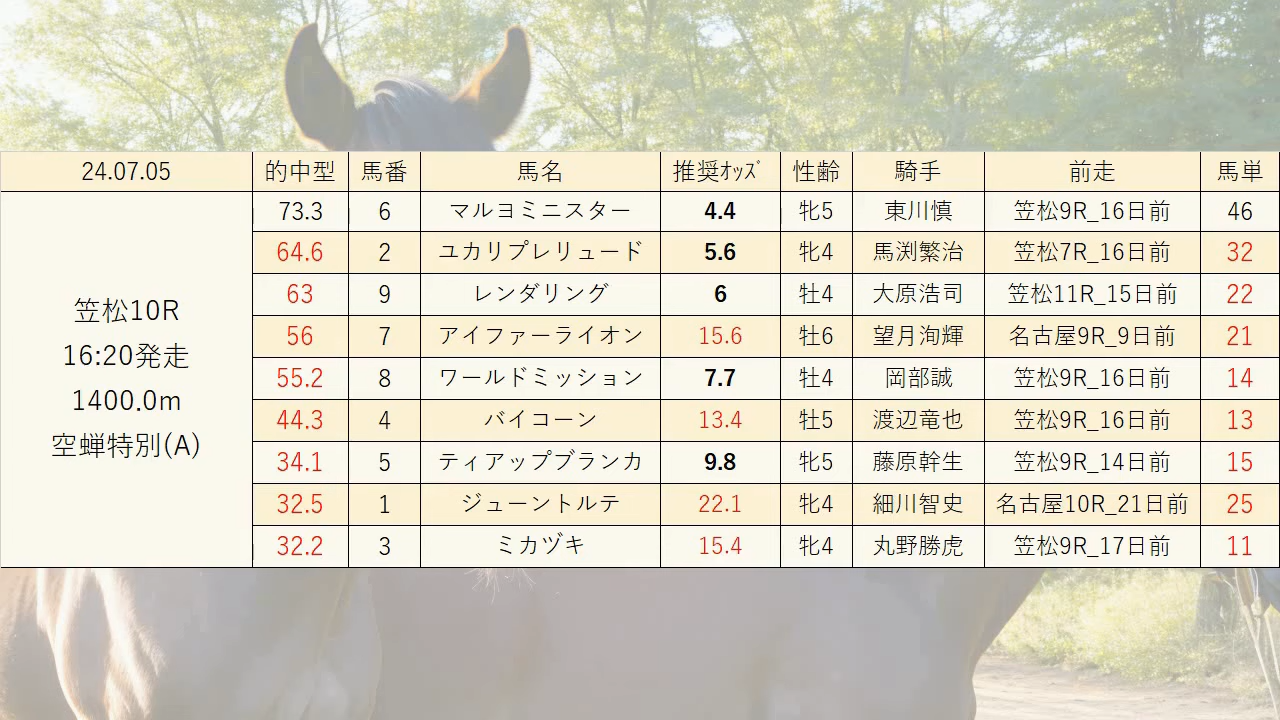 24.07.05 的中型 馬番 馬名 推奨ｵｯｽﾞ 性齢 騎手 前走 馬単
笠松10R
16:20発走
1400.0m
空蝉特別(A)
73.3 6 マルヨミニスター 4.4 牝5 東川慎 笠松9R_16日前 46
64.6 2 ユカリプレリュード 5.6 牝4 馬渕繁治 笠松7R_16日前 32
63 9 レンダリング 6 牡4 大原浩司 笠松11R_15日前 22
56 7 アイファーライオン 15.6 牡6 望月洵輝 名古屋9R_9日前 21
55.2 8 ワールドミッション 7.7 牡4 岡部誠 笠松9R_16日前 14
44.3 4 バイコーン 13.4 牡5 渡辺竜也 笠松9R_16日前 13
34.1 5 ティアップブランカ 9.8 牝5 藤原幹生 笠松9R_14日前 15
32.5 1 ジューントルテ 22.1 牝4 細川智史 名古屋10R_21日前 25
32.2 3 ミカヅキ 15.4 牝4 丸野勝虎 笠松9R_17日前 11